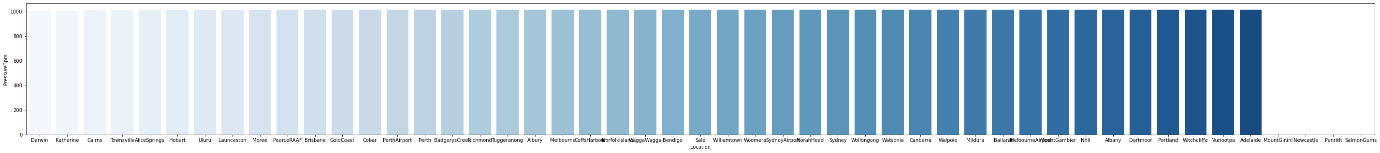 1000
800
600
400
200
0
Pressure3pm
Darwin Katherine Cairns Townsville AliceSprings Hobart Uluru Launceston Moree PearceRAAF Brisbane GoldCoast Cobar PerthAirport Perth BadgerysCreek Richmond Tuggeranong Albury Melbourne CoffsHarbour NorfolkIsland WaggaWagga Bendigo Sale Williamtown Woomera SydneyAirport NorahHead Sydney Wollongong Watsonia Canberra Walpole Mildura Ballarat MelbourneAirport MountGambier Nhil Albany Dartmoor Portland Witchcliffe Nuriootpa Adelaide MountGinini Newcastle Penrith SalmonGums
Location